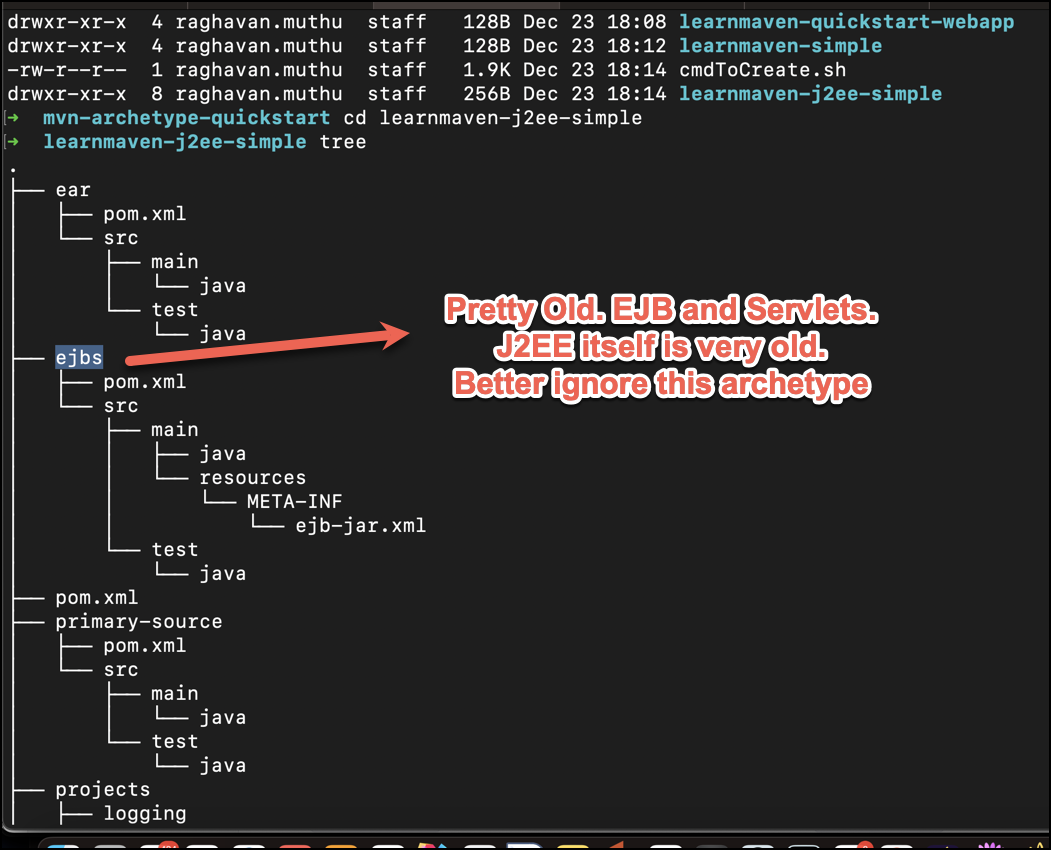 drwxr-xr-x  4 raghavan.muthu  staff   128B Dec 23 18:08 learnmaven-quickstart-webapp
drwxr-xr-x  4 raghavan.muthu  staff   128B Dec 23 18:12 learnmaven-simple
-rw-r--r--  1 raghavan.muthu  staff   1.9K Dec 23 18:14 cmdToCreate.sh
drwxr-xr-x  8 raghavan.muthu  staff   256B Dec 23 18:14 learnmaven-j2ee-simple
[→  mvn-archetype-quickstart cd learnmaven-j2ee-simple
[→  learnmaven-j2ee-simple tree
.
├── ear
│   ├── pom.xml
│   └── src
│       ├── main
│       │   └── java
│       └── test
│           └── java
├── ejbs
│   ├── pom.xml
│   └── src
│       ├── main
│       │   ├── java
│       │   └── resources
│       │       └── META-INF
│       │           └── ejb-jar.xml
│       └── test
│           └── java
├── pom.xml
├── primary-source
│   ├── pom.xml
│   └── src
│       ├── main
│       │   └── java
│       └── test
│           └── java
├── projects
│   ├── logging
Pretty Old. EJB and Servlets.
J2EE itself is very old.
Better ignore this archetype